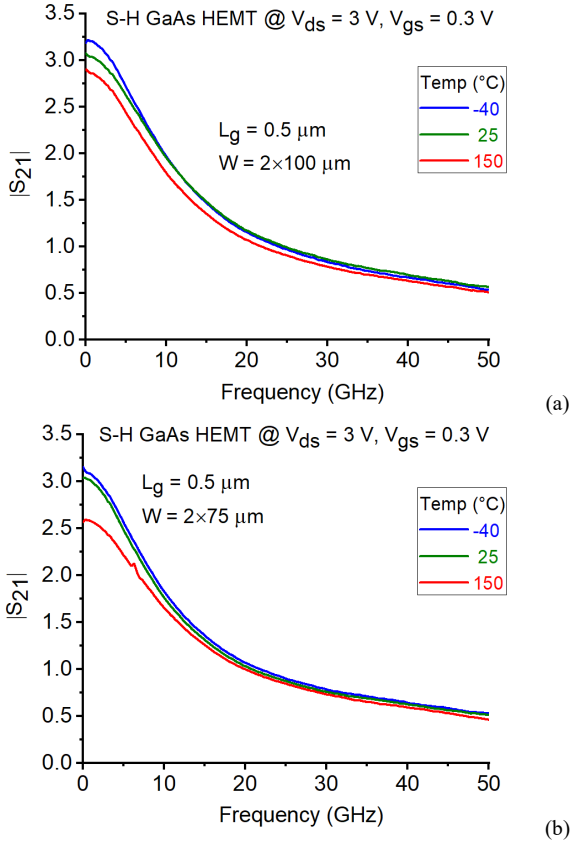 S-H GaAs HEMT @ Vds = 3 V, Vgs = 0.3 V
3.5
3.0
2.5
2.0
1.5
1.0
0.5
0.0
|S21|
Lg = 0.5 μm
W = 2×100 μm
Temp (°C)
-40
25
150
0 10 20 30 40 50
Frequency (GHz)
(a)
S-H GaAs HEMT @ Vds = 3 V, Vgs = 0.3 V
3.5
3.0
2.5
2.0
1.5
1.0
0.5
0.0
|S21|
Lg = 0.5 μm
W = 2×75 μm
Temp (°C)
-40
25
150
0 10 20 30 40 50
Frequency (GHz)
(b)